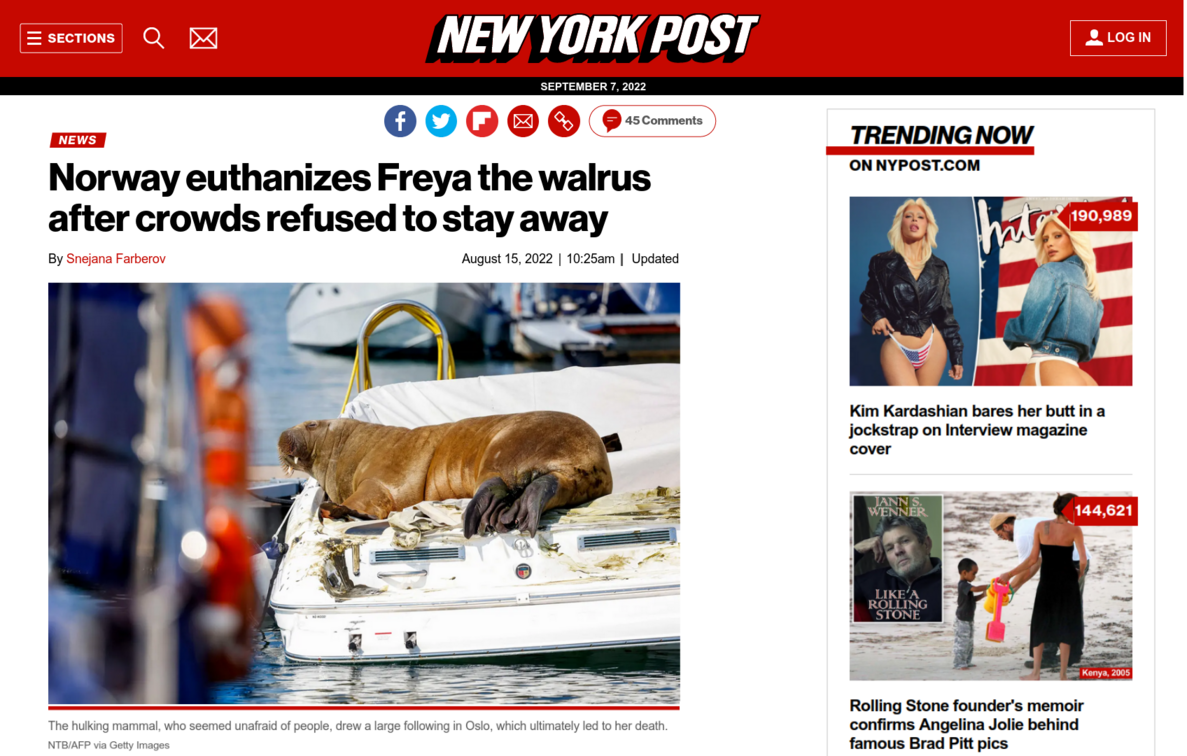 SECTIONS
NEW YORK POST
LOG IN
SEPTEMBER 7, 2022
45 Comments
NEWS
Norway euthanizes Freya the walrus
after crowds refused to stay away
By Snejana Farberov
August 15, 2022 | 10:25am | Updated
The hulking mammal, who seemed unafraid of people, drew a large following in Oslo, which ultimately led to her death.
NTB/AFP via Getty Images
TRENDING NOW
ON NYPOST.COM
Inte
190,989
Kim Kardashian bares her butt in a
jockstrap on Interview magazine
cover
JANN S.
WENNER
LIKE A
ROLLING
STONE
144,621
Kenya, 2005
Rolling Stone founder's memoir
confirms Angelina Jolie behind
famous Brad Pitt pics